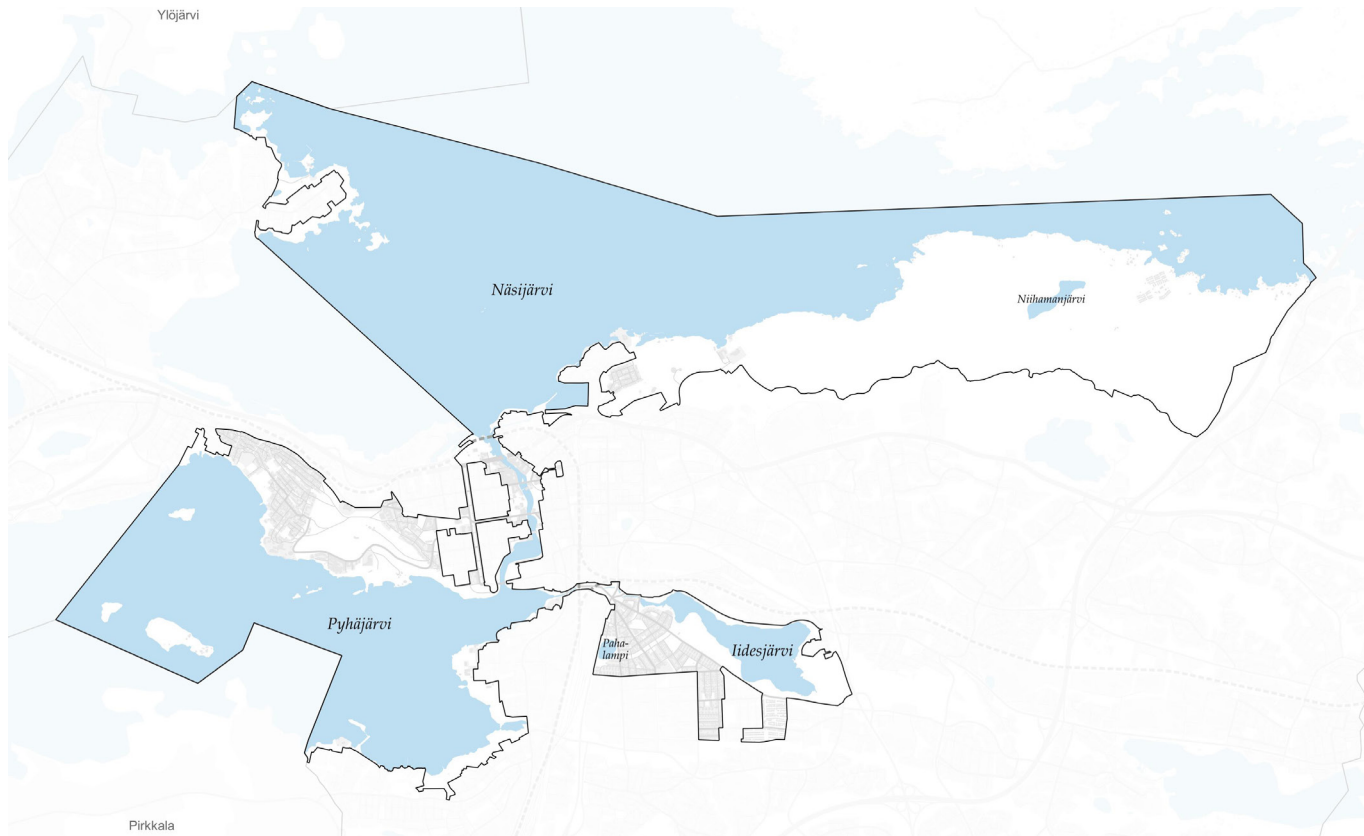 Ylöjärvi
Näsijärvi
Niihamanjärvi
Pyhäjärvi
Paha-
lampi
Iidesjärvi
Pirkkala